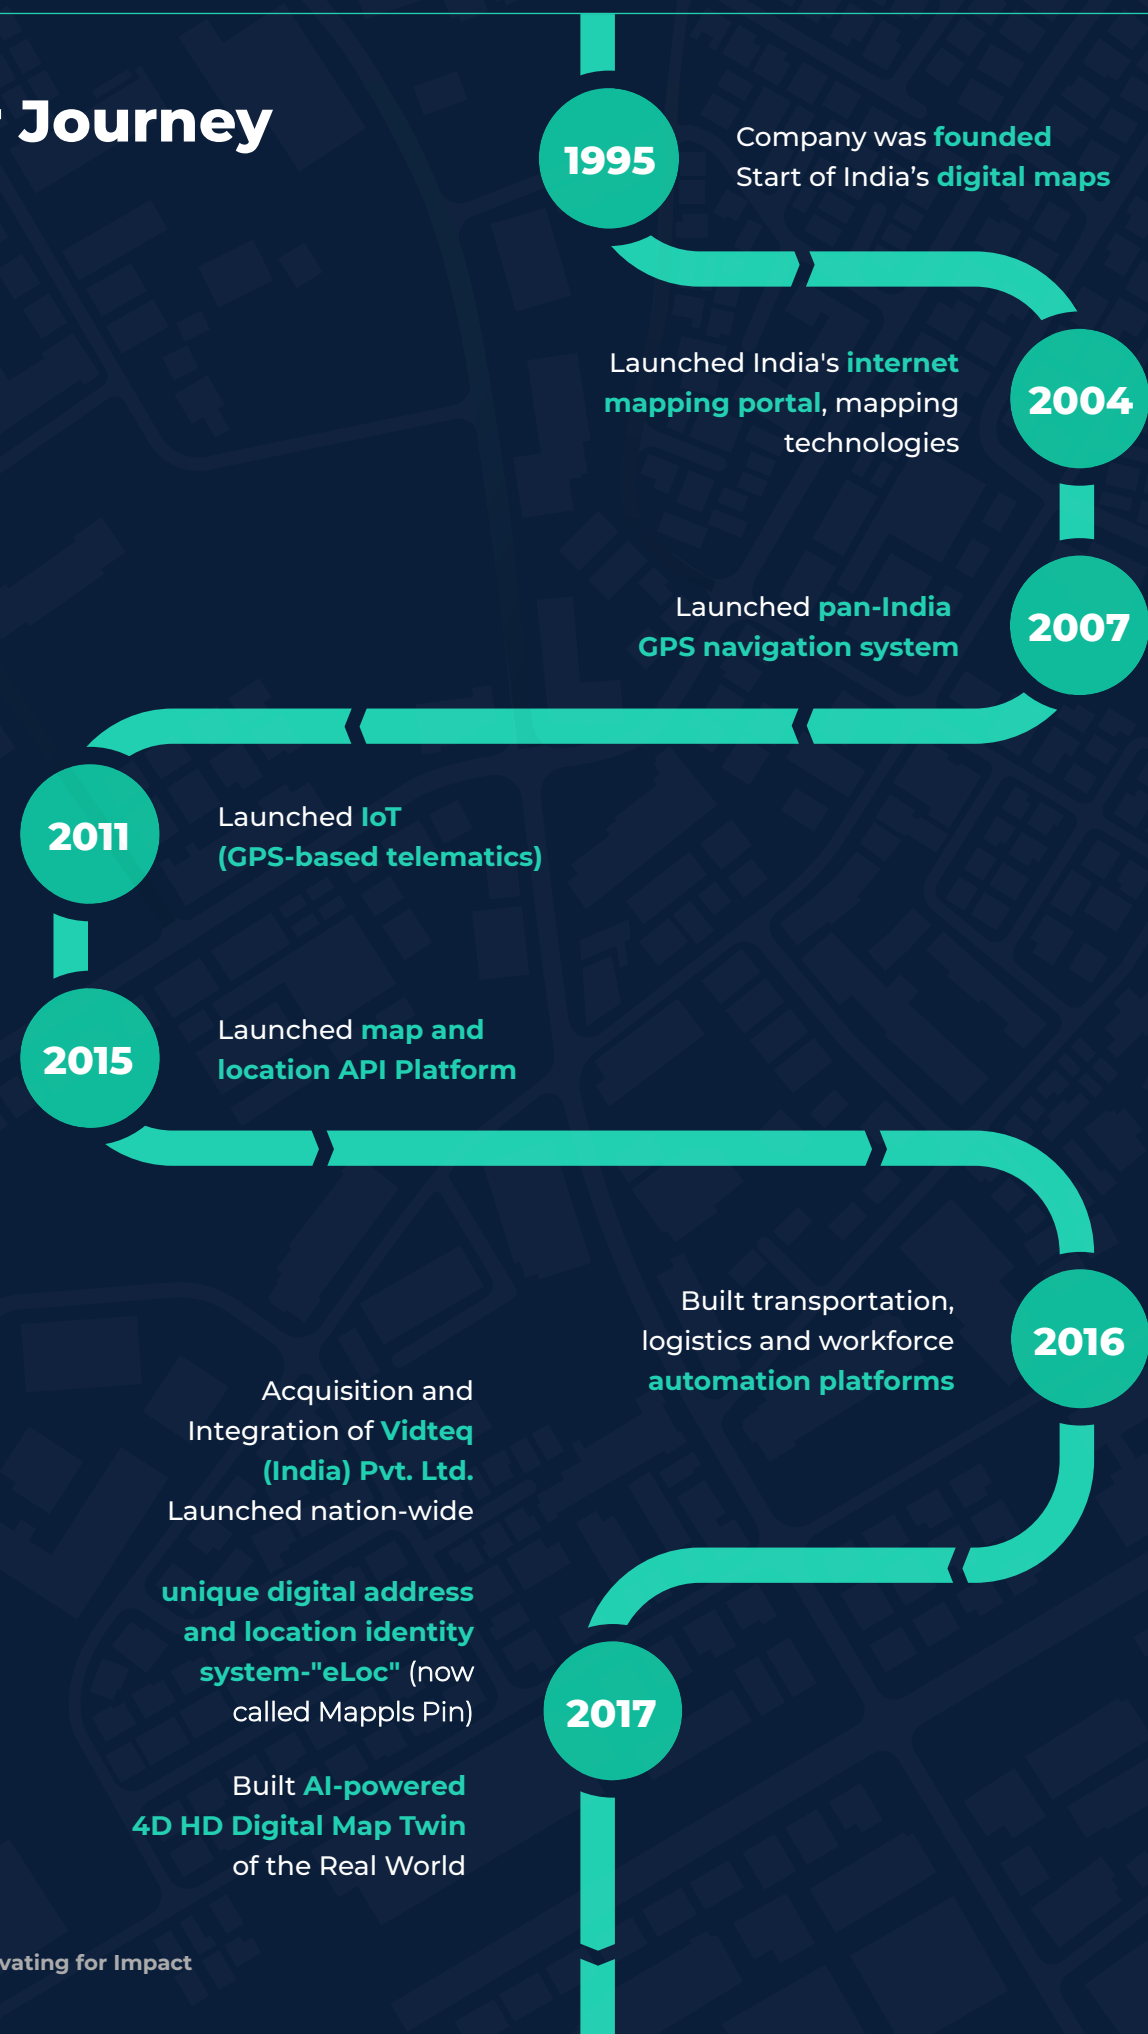 Journey
1995
Company was founded
Start of India’s digital maps
Launched India's internet
mapping portal, mapping
technologies
2004
Launched pan-India
GPS navigation system
2007
2011
Launched IoT
(GPS-based telematics)
2015
Launched map and
location API Platform
Built transportation,
logistics and workforce
automation platforms
2016
Acquisition and
Integration of Vidteq
(India) Pvt. Ltd.
Launched nation-wide
unique digital address
and location identity
system-"eLoc" (now
called Mappls Pin)
2017
Built AI-powered
4D HD Digital Map Twin
of the Real World
vating for Impact